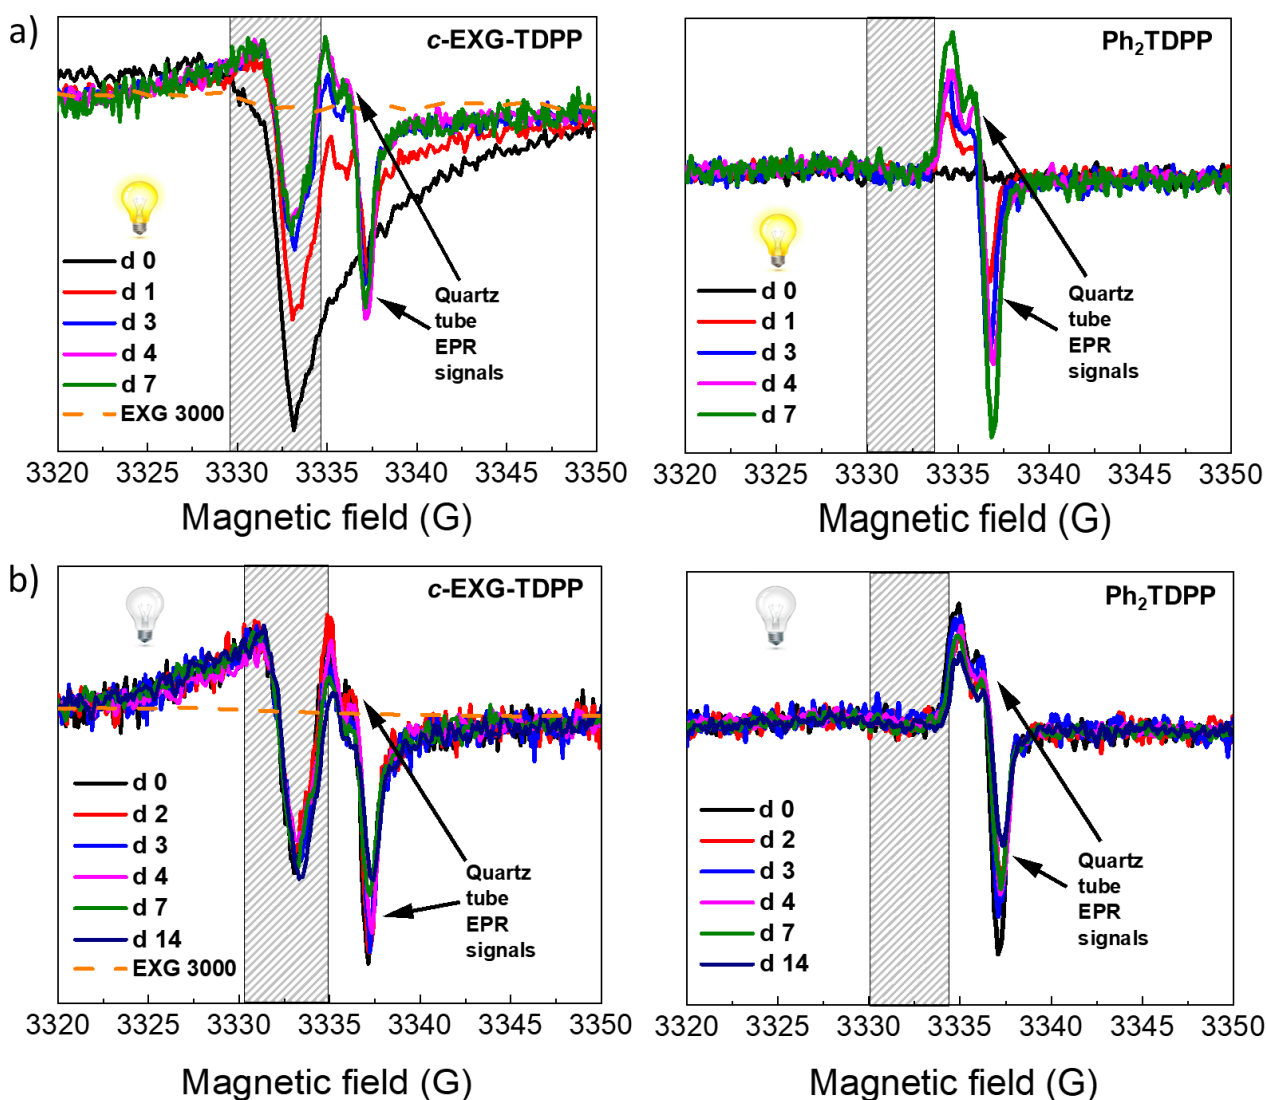 a)
c-EXG-TDPP
d 0
d 1
d 3
d 4
d 7
EXG 3000
Quartz
tube
EPR
signals
3320 3325 3330 3335 3340 3345 3350
Magnetic field (G)
Ph₂TDPP
d 0
d 1
d 3
d 4
d 7
Quartz
tube
EPR
signals
3320 3325 3330 3335 3340 3345 3350
Magnetic field (G)
b)
c-EXG-TDPP
d 0
d 2
d 3
d 4
d 7
d 14
EXG 3000
Quartz
tube
EPR
signals
3320 3325 3330 3335 3340 3345 3350
Magnetic field (G)
Ph₂TDPP
d 0
d 2
d 3
d 4
d 7
d 14
Quartz
tube
EPR
signals
3320 3325 3330 3335 3340 3345 3350
Magnetic field (G)